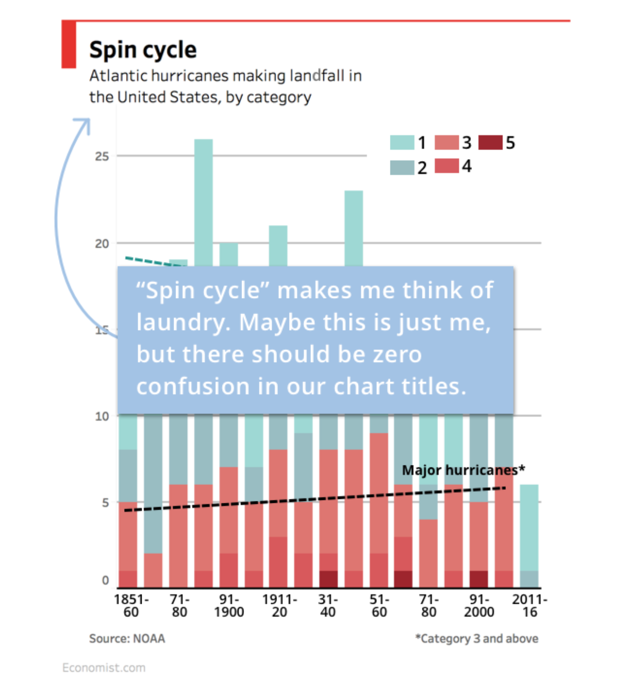 Spin cycle
Atlantic hurricanes making landfall in
the United States, by category
1 3 5
2 4
25
20
15
10
5
0
“Spin cycle” makes me think of
laundry. Maybe this is just me,
but there should be zero
confusion in our chart titles.
Major hurricanes*
1851- 71- 91- 1911- 31- 51- 71- 91- 2011-
60 80 1900 20 40 60 80 2000 16
Source: NOAA *Category 3 and above
Economist.com